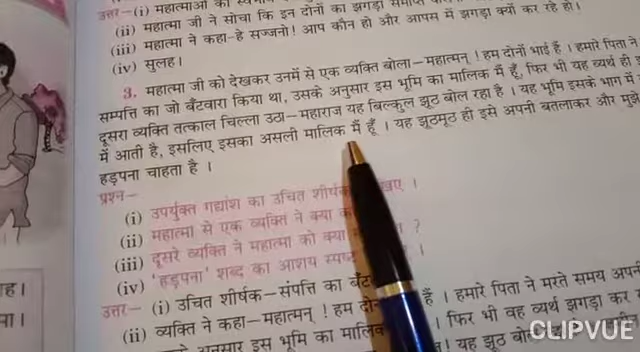 उत्तर—(i) महात्माओं का
(ii) महात्मा जी ने सोचा कि इन दोनों का झगड़ा समाप्त
(iii) महात्मा ने कहा-हे सज्जनो! आप कौन हो और आपस में झगड़ा क्यों कर रहे हो।
(iv) सुलह।
3. महात्मा जी को देखकर उनमें से एक व्यक्ति बोला—महात्मन् ! हम दोनों भाई हैं। हमारे पिता ने
सम्पत्ति का जो बँटवारा किया था, उसके अनुसार इस भूमि का मालिक मैं हूँ, फिर भी यह व्यर्थ ही
दूसरा व्यक्ति तत्काल चिल्ला उठा—महाराज यह बिल्कुल झूठ बोल रहा है। यह भूमि इसके भाग में
में आती है, इसलिए इसका असली मालिक मैं हूँ। यह झूठमूठ ही इसे अपनी बतलाकर और मुझे
हड़पना चाहता है।
प्रश्न—
(i) उपर्युक्त गद्यांश का उचित शीर्षक
(ii) महात्मा से एक व्यक्ति ने क्या
(iii) दूसरे व्यक्ति ने महात्मा को क्या ?
(iv) 'हड़पना' शब्द का आशय स्पष्ट
उत्तर—(i) उचित शीर्षक—संपत्ति का
(ii) व्यक्ति ने कहा—महात्मन् ! हम हैं। हमारे पिता ने मरते समय अपनी
अनुसार इस भूमि का मालिक फिर भी वह व्यर्थ झगड़ा कर
यह झूठ
ह।
मा।
CLIPVUE